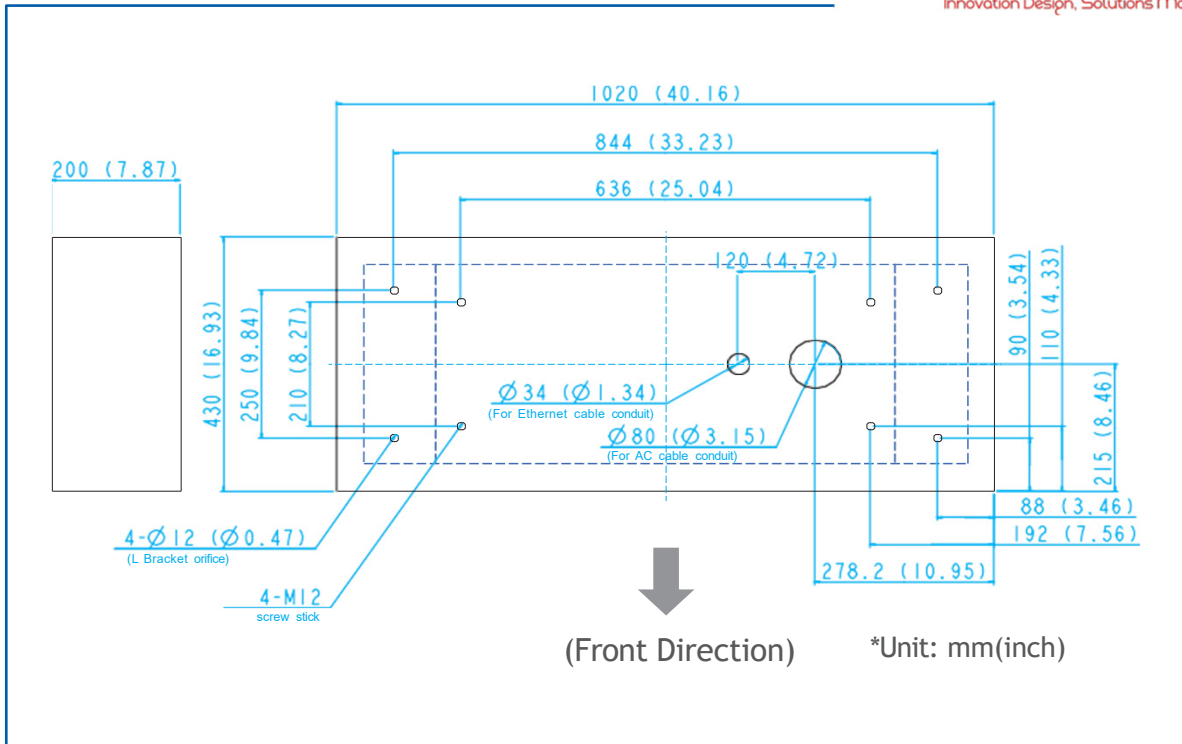 Innovation Design, Solutions
1020 (40.16)
844 (33.23)
200 (7.87)
636 (25.04)
120 (4.72)
430 (16.93)
250 (9.84)
210 (8.27)
90 (3.54)
110 (4.33)
215 (8.46)
Ø34 (Ø1.34)
(For Ethernet cable conduit)
Ø80 (Ø3.15)
(For AC cable conduit)
88 (3.46)
192 (7.56)
278.2 (10.95)
4-Ø12 (Ø0.47)
(L Bracket orifice)
4-M12
screw stick
(Front Direction)
*Unit: mm(inch)